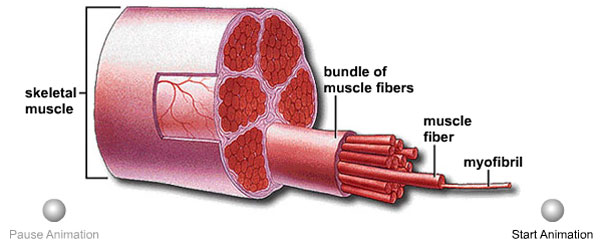 skeletal
muscle
bundle of
muscle fibers
muscle
fiber
myofibril
Pause Animation
Start Animation